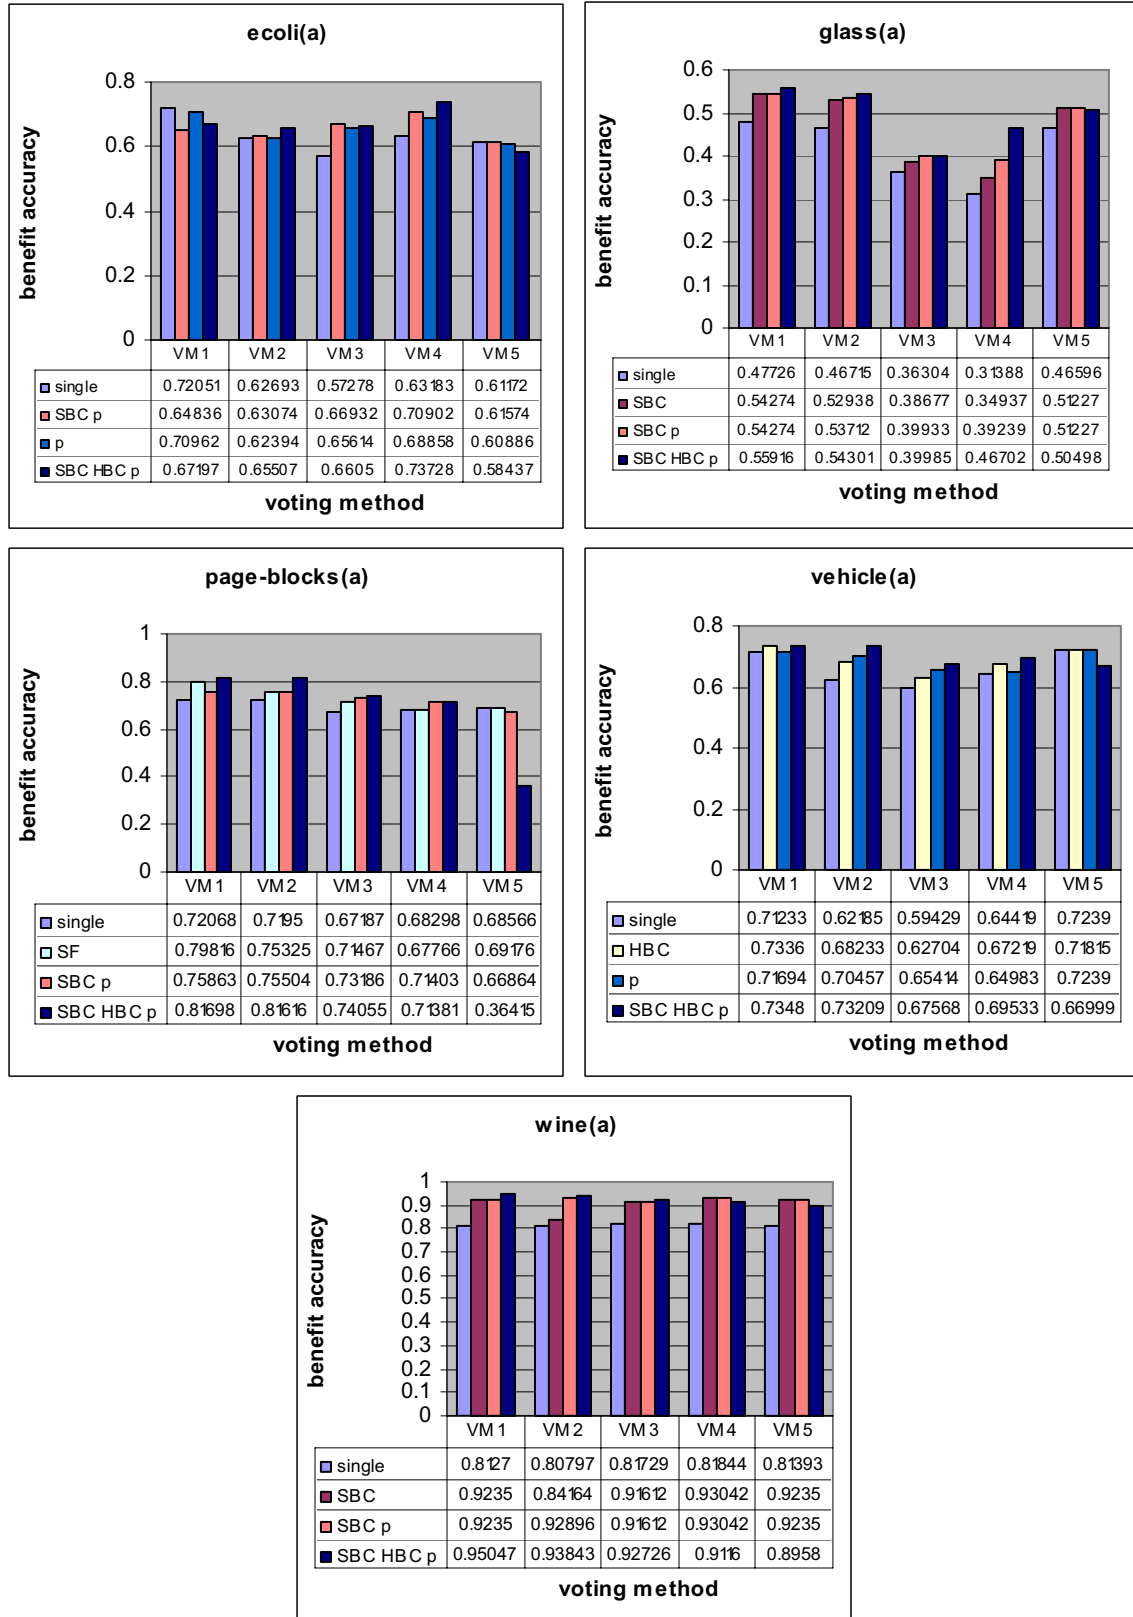 ecoli(a)
benefit accuracy
0.8
0.6
0.4
0.2
0
VM1 VM2 VM3 VM4 VM5
single 0.72051 0.62693 0.57278 0.63183 0.61172
SBC p 0.64836 0.63074 0.66932 0.70902 0.61574
p 0.70962 0.62394 0.65614 0.68858 0.60886
SBC HBC p 0.67197 0.65507 0.6605 0.73728 0.58437
voting method
glass(a)
benefit accuracy
0.6
0.5
0.4
0.3
0.2
0.1
0
VM1 VM2 VM3 VM4 VM5
single 0.47726 0.46715 0.36304 0.31388 0.46596
SBC 0.54274 0.52938 0.38677 0.34937 0.51227
SBC p 0.54274 0.53712 0.39933 0.39239 0.51227
SBC HBC p 0.55916 0.54301 0.39985 0.46702 0.50498
voting method
page-blocks(a)
benefit accuracy
1
0.8
0.6
0.4
0.2
0
VM1 VM2 VM3 VM4 VM5
single 0.72068 0.7195 0.67187 0.68298 0.68566
SF 0.79816 0.75325 0.71467 0.67766 0.69176
SBC p 0.75863 0.75504 0.73186 0.71403 0.66864
SBC HBC p 0.81698 0.81616 0.74055 0.71381 0.36415
voting method
vehicle(a)
benefit accuracy
0.8
0.6
0.4
0.2
0
VM1 VM2 VM3 VM4 VM5
single 0.71233 0.62185 0.59429 0.64419 0.7239
HBC 0.7336 0.68233 0.62704 0.67219 0.71815
p 0.71694 0.70457 0.65414 0.64983 0.7239
SBC HBC p 0.7348 0.73209 0.67568 0.69533 0.66999
voting method
wine(a)
benefit accuracy
1
0.9
0.8
0.7
0.6
0.5
0.4
0.3
0.2
0.1
0
VM1 VM2 VM3 VM4 VM5
single 0.8127 0.80797 0.81729 0.81844 0.81393
SBC 0.9235 0.84164 0.91612 0.93042 0.9235
SBC p 0.9235 0.92896 0.91612 0.93042 0.9235
SBC HBC p 0.95047 0.93843 0.92726 0.9116 0.8958
voting method